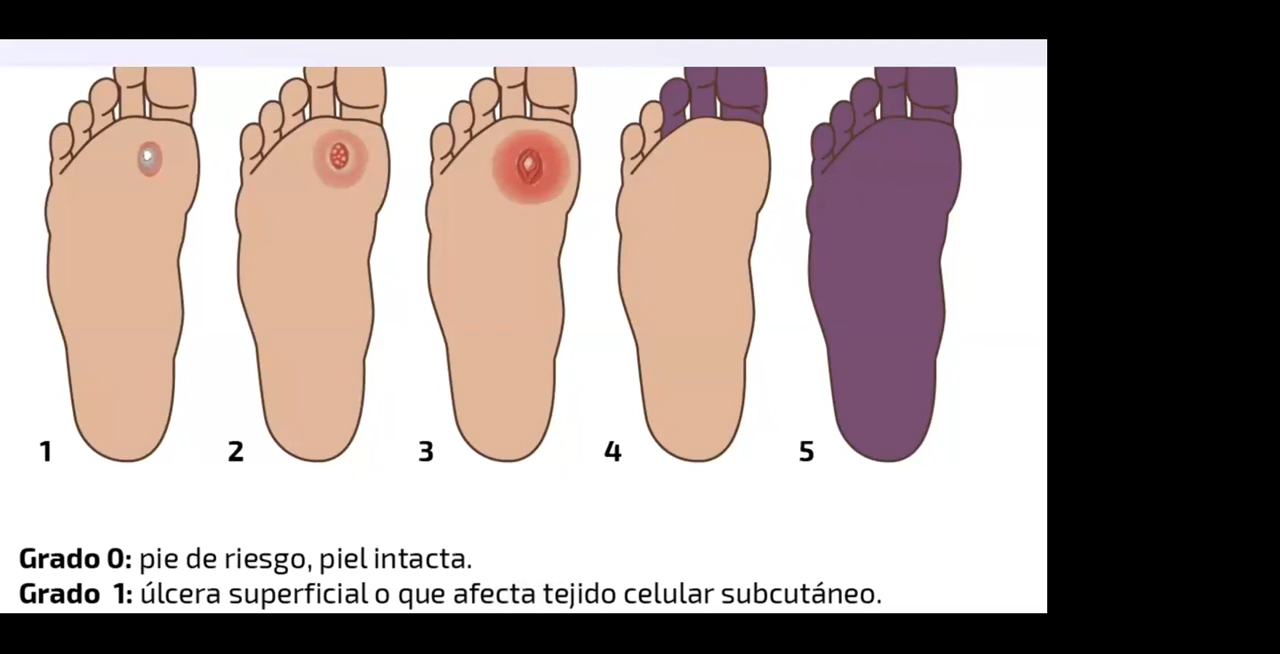 1 2 3 4 5
Grado 0: pie de riesgo, piel intacta.
Grado 1: úlcera superficial o que afecta tejido celular subcutáneo.